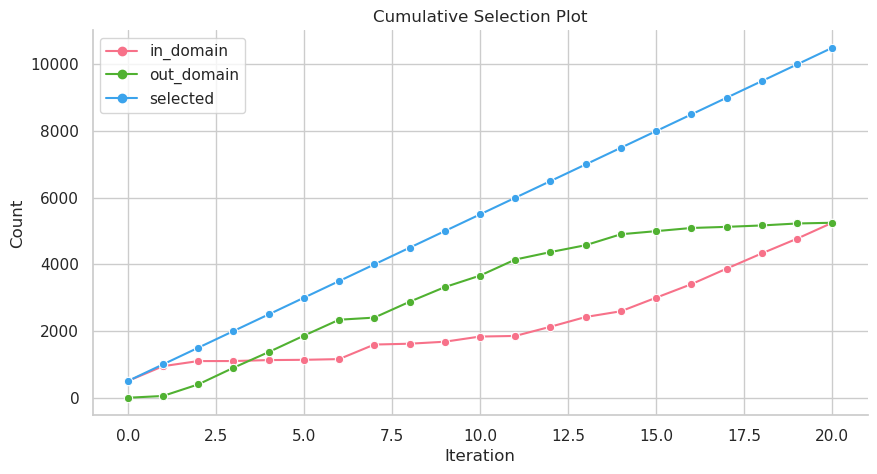 Cumulative Selection Plot
in_domain
out_domain
selected
Count
10000
8000
6000
4000
2000
0
0.0 2.5 5.0 7.5 10.0 12.5 15.0 17.5 20.0
Iteration